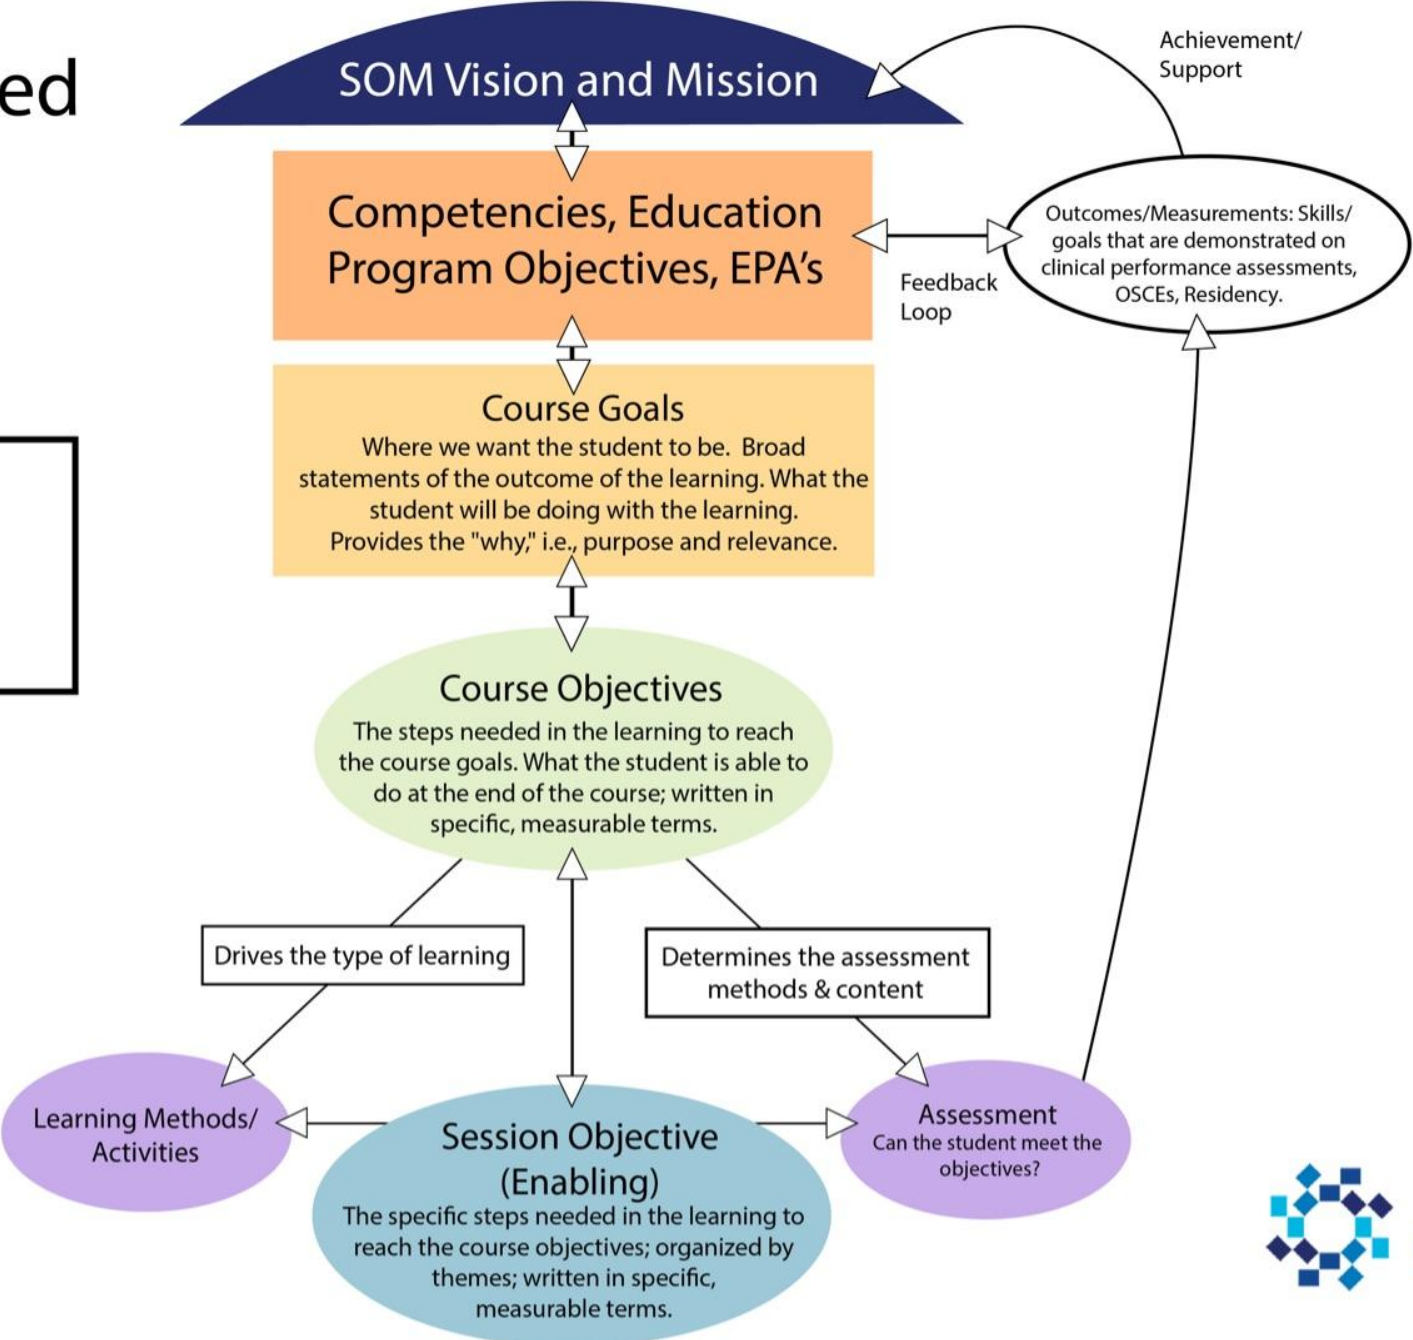 ed
SOM Vision and Mission
Achievement/
Support
Competencies, Education
Program Objectives, EPA's
Feedback
Loop
Outcomes/Measurements: Skills/
goals that are demonstrated on
clinical performance assessments,
OSCEs, Residency.
Course Goals
Where we want the student to be. Broad
statements of the outcome of the learning. What the
student will be doing with the learning.
Provides the "why," i.e., purpose and relevance.
Course Objectives
The steps needed in the learning to reach
the course goals. What the student is able to
do at the end of the course; written in
specific, measurable terms.
Drives the type of learning
Determines the assessment
methods & content
Learning Methods/
Activities
Session Objective
(Enabling)
The specific steps needed in the learning to
reach the course objectives; organized by
themes; written in specific,
measurable terms.
Assessment
Can the student meet the
objectives?